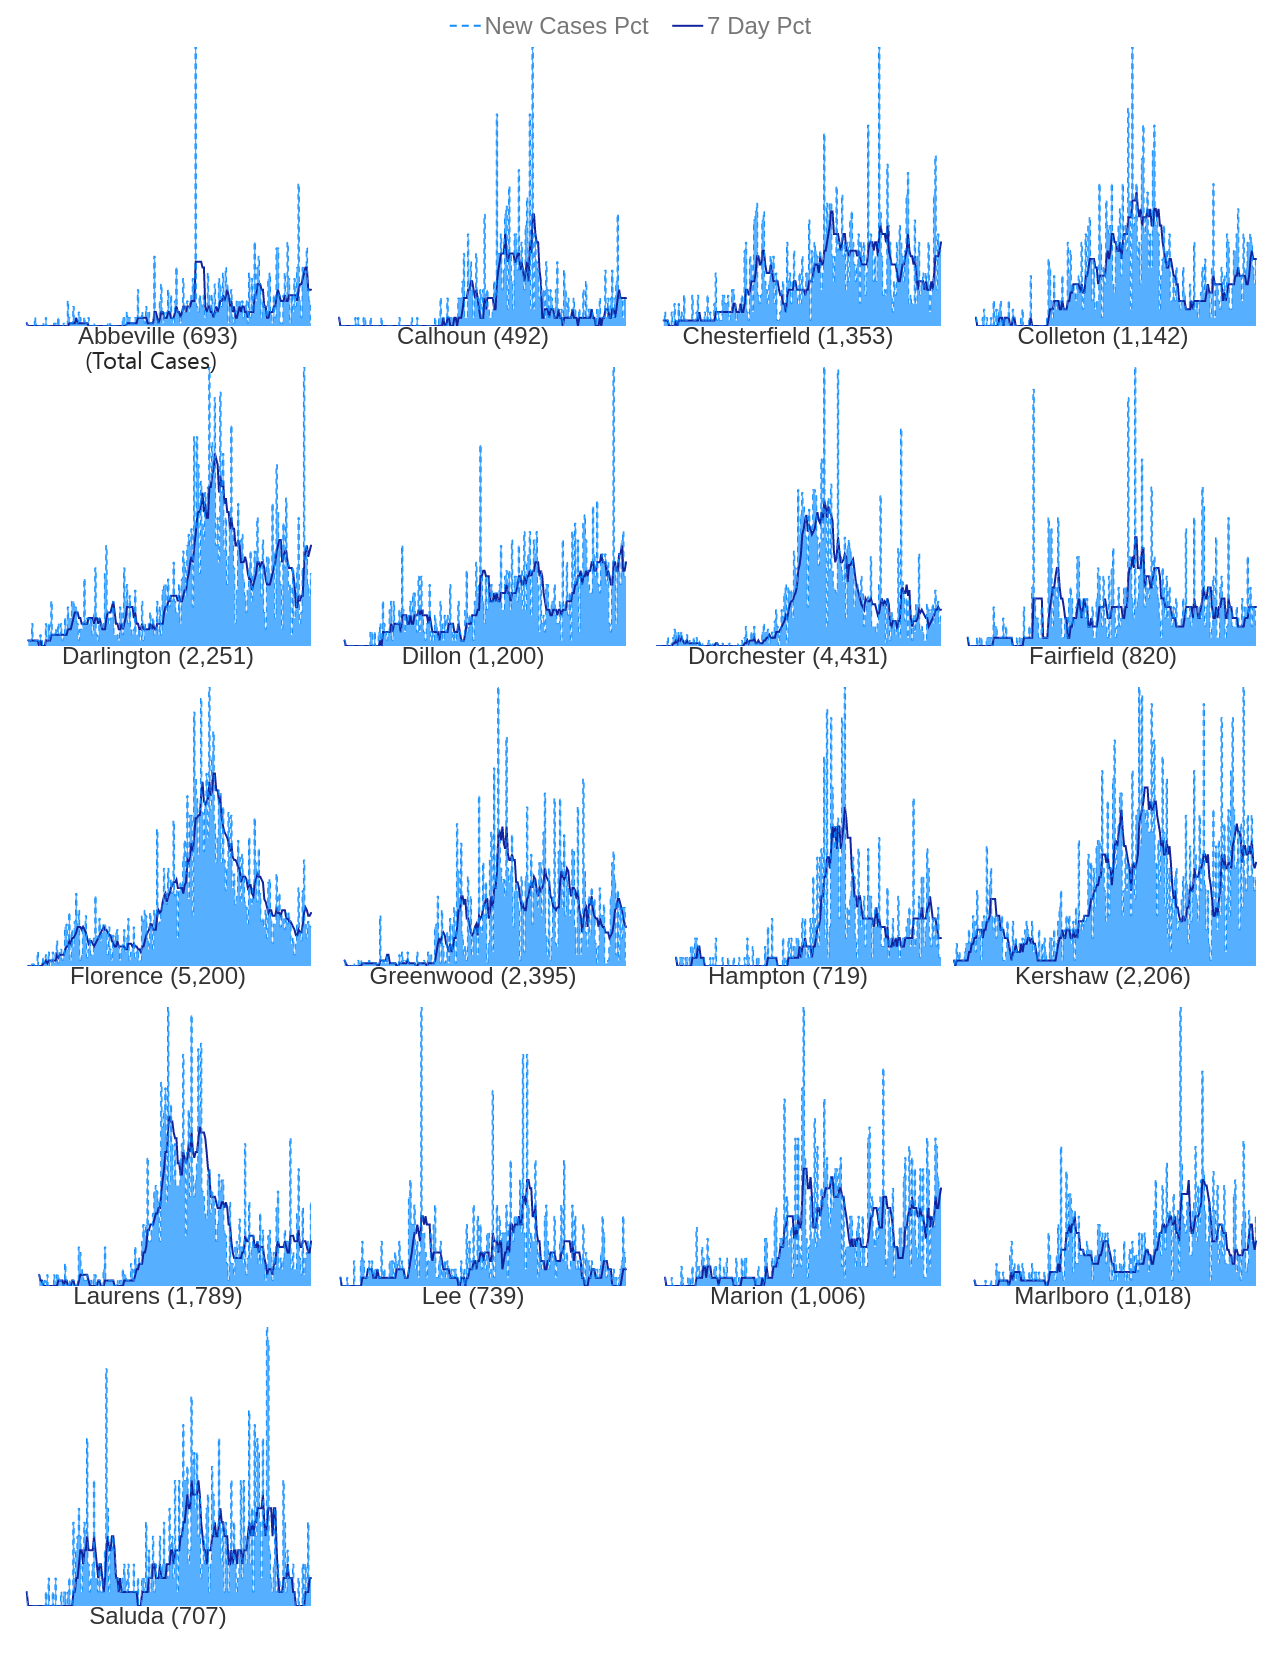 New Cases Pct 7 Day Pct
Abbeville (693) Calhoun (492) Chesterfield (1,353) Colleton (1,142)
(Total Cases)
Darlington (2,251) Dillon (1,200) Dorchester (4,431) Fairfield (820)
Florence (5,200) Greenwood (2,395) Hampton (719) Kershaw (2,206)
Laurens (1,789) Lee (739) Marion (1,006) Marlboro (1,018)
Saluda (707)